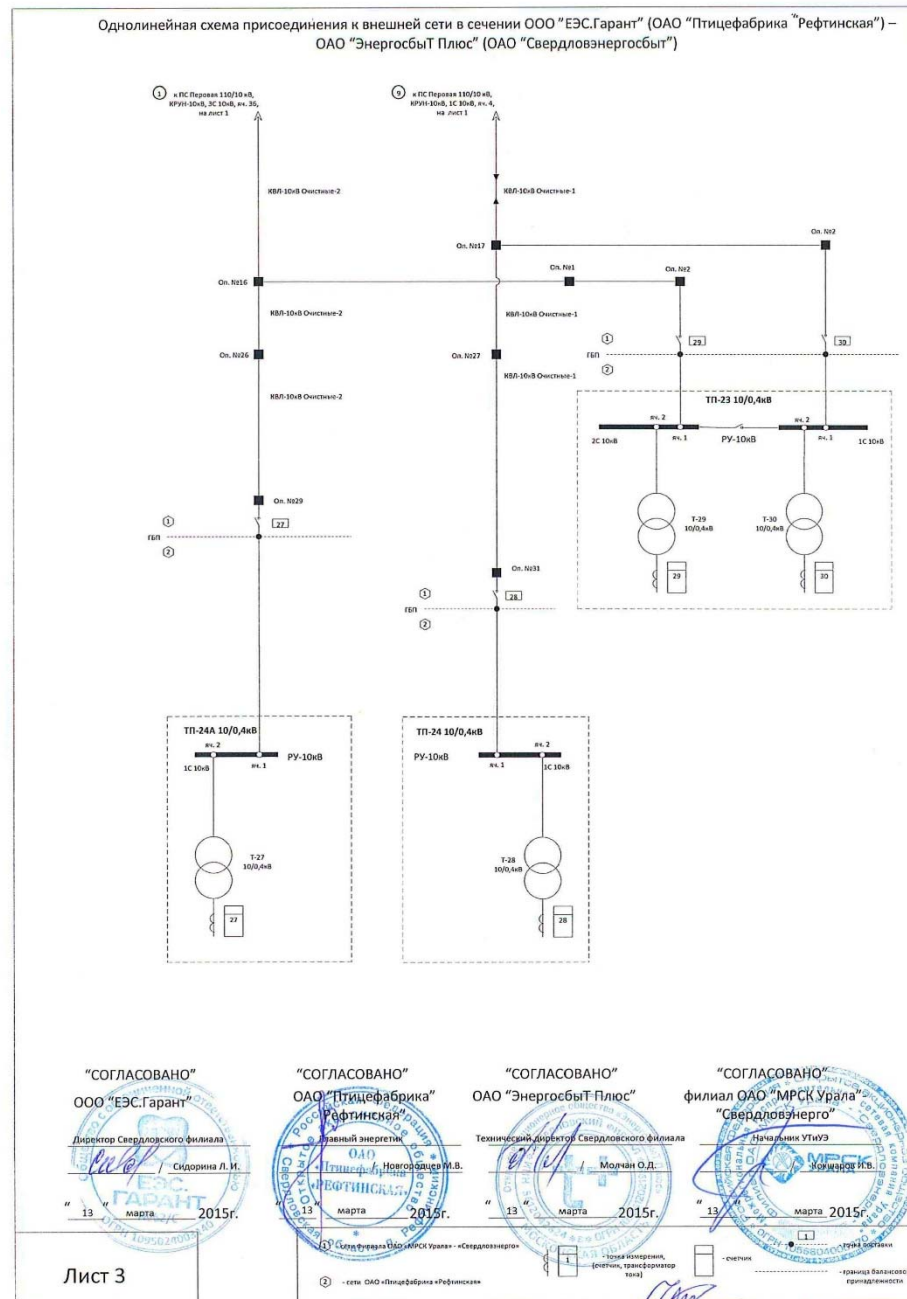 Однолинейная схема присоединения к внешней сети в сечении ООО "ЕЭС.Гарант" (ОАО "Птицефабрика "Рефтинская") –
ОАО "ЭнергосбыТ Плюс" (ОАО "Свердловэнергосбыт")
1
к ПС Перовая 110/10 кВ,
КРУН-10кВ, 3С 10кВ, яч. 36,
на лист 1
9
к ПС Перовая 110/10 кВ,
КРУН-10кВ, 1С 10кВ, яч. 4,
на лист 1
КВЛ-10кВ Очистные-2
КВЛ-10кВ Очистные-1
Оп. №17
Оп. №2
Оп. №16
Оп. №1
Оп. №2
КВЛ-10кВ Очистные-2
КВЛ-10кВ Очистные-1
1
29
30
ГБП
2
Оп. №26
Оп. №27
КВЛ-10кВ Очистные-2
КВЛ-10кВ Очистные-1
ТП-23 10/0,4кВ
яч. 2
яч. 2
2С 10кВ
яч. 1
РУ-10кВ
яч. 1
1С 10кВ
Т-29
10/0,4кВ
Т-30
10/0,4кВ
29
30
Оп. №29
1
27
ГБП
2
Оп. №31
1
28
ГБП
2
ТП-24А 10/0,4кВ
яч. 2
РУ-10кВ
1С 10кВ
яч. 1
Т-27
10/0,4кВ
27
ТП-24 10/0,4кВ
яч. 2
РУ-10кВ
яч. 1
1С 10кВ
Т-28
10/0,4кВ
28
"СОГЛАСОВАНО"
ООО "ЕЭС.Гарант"
Директор Свердловского филиала
/ Сидорина Л. И.
" 13 " марта 2015г.
"СОГЛАСОВАНО"
ОАО "Птицефабрика"
Рефтинская"
Главный энергетик
/ Новгородцев М.В.
" 13 " марта 2015г.
"СОГЛАСОВАНО"
ОАО "ЭнергосбыТ Плюс"
Технический директор Свердловского филиала
/ Молчан О.Д.
" 13 " марта 2015г.
"СОГЛАСОВАНО"
филиал ОАО "МРСК Урала" -
"Свердловэнерго"
Начальник УТиУЭ
/ Кокшаров И.В.
" 13 " марта 2015г.
ЕЭС.
ГАРАНТ
ОАО
«Птицефабрика
«РЕФТИНСКАЯ»
МРСК
УРАЛА
Лист 3
1 - сети филиала ОАО «МРСК Урала» - «Свердловэнерго»
2 - сети ОАО «Птицефабрика «Рефтинская»
1
- точка измерения,
(счетчик, трансформатор
тока)
- счетчик
1
- точка поставки
- граница балансовой
принадлежности